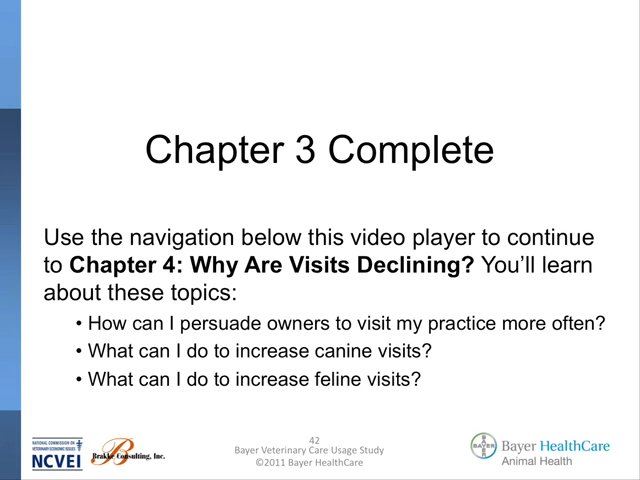 Chapter 3 Complete
Use the navigation below this video player to continue
to Chapter 4: Why Are Visits Declining? You’ll learn
about these topics:
• How can I persuade owners to visit my practice more often?
• What can I do to increase canine visits?
• What can I do to increase feline visits?
NATIONAL COMMISSION ON
VETERINARY ECONOMIC ISSUES
NCVEI
Brakke Consulting, Inc.
42
Bayer Veterinary Care Usage Study
©2011 Bayer HealthCare
BAYER
Bayer HealthCare
Animal Health